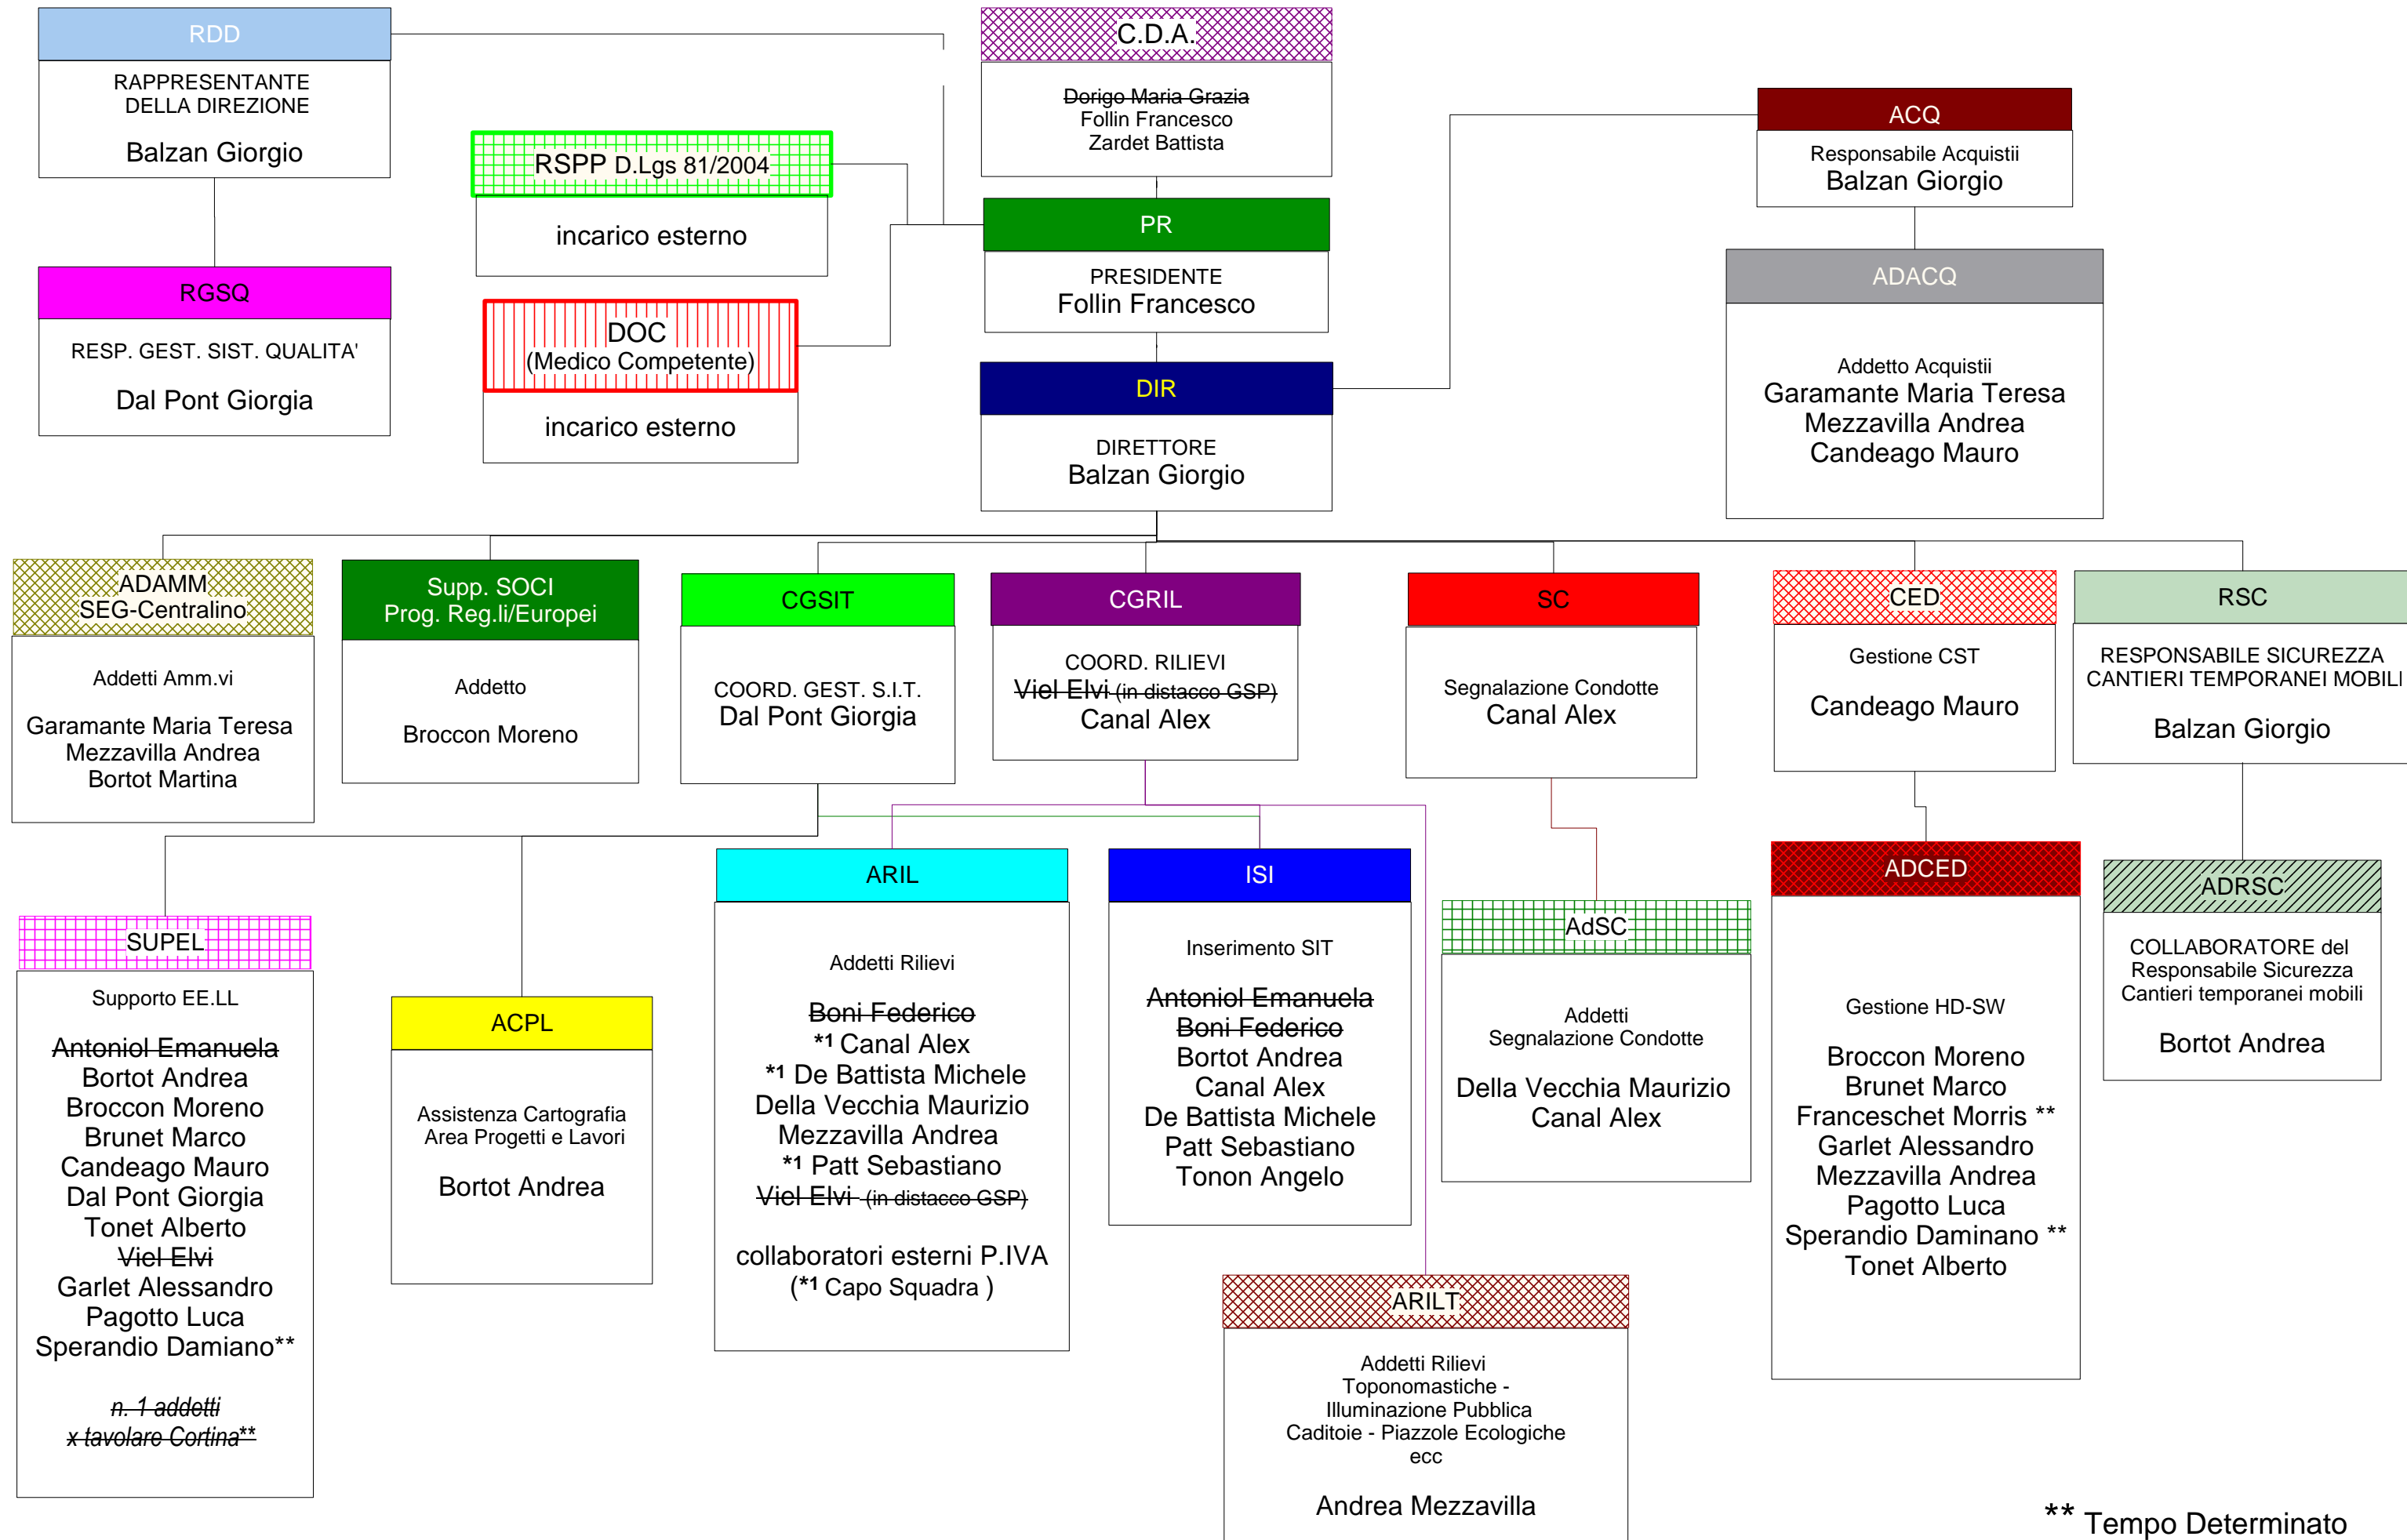 RDD
RAPPRESENTANTE
DELLA DIREZIONE
Balzan Giorgio
C.D.A.
Dorigo Maria Grazia
Follin Francesco
Zardet Battista
ACQ
Responsabile Acquistii
Balzan Giorgio
RSPP D.Lgs 81/2004
incarico esterno
PR
PRESIDENTE
Follin Francesco
ADACQ
Addetto Acquistii
Garamante Maria Teresa
Mezzavilla Andrea
Candeago Mauro
RGSQ
RESP. GEST. SIST. QUALITA'
Dal Pont Giorgia
DOC
(Medico Competente)
incarico esterno
DIR
DIRETTORE
Balzan Giorgio
ADAMM
SEG-Centralino
Addetti Amm.vi
Garamante Maria Teresa
Mezzavilla Andrea
Bortot Martina
Supp. SOCI
Prog. Reg.li/Europei
Addetto
Broccon Moreno
CGSIT
COORD. GEST. S.I.T.
Dal Pont Giorgia
CGRIL
COORD. RILIEVI
Viel Elvi (in distacco GSP)
Canal Alex
SC
Segnalazione Condotte
Canal Alex
CED
Gestione CST
Candeago Mauro
RSC
RESPONSABILE SICUREZZA
CANTIERI TEMPORANEI MOBILI
Balzan Giorgio
SUPEL
Supporto EE.LL
Antoniol Emanuela
Bortot Andrea
Broccon Moreno
Brunet Marco
Candeago Mauro
Dal Pont Giorgia
Tonet Alberto
Viel Elvi
Garlet Alessandro
Pagotto Luca
Sperandio Damiano**
n. 1 addetti
x tavolare Cortina**
ACPL
Assistenza Cartografia
Area Progetti e Lavori
Bortot Andrea
ARIL
Addetti Rilievi
Boni Federico
*1 Canal Alex
*1 De Battista Michele
Della Vecchia Maurizio
Mezzavilla Andrea
*1 Patt Sebastiano
Viel Elvi (in distacco GSP)
collaboratori esterni P.IVA
(*1 Capo Squadra )
ISI
Inserimento SIT
Antoniol Emanuela
Boni Federico
Bortot Andrea
Canal Alex
De Battista Michele
Patt Sebastiano
Tonon Angelo
AdSC
Addetti
Segnalazione Condotte
Della Vecchia Maurizio
Canal Alex
ADCED
Gestione HD-SW
Broccon Moreno
Brunet Marco
Franceschet Morris **
Garlet Alessandro
Mezzavilla Andrea
Pagotto Luca
Sperandio Daminano **
Tonet Alberto
ADRSC
COLLABORATORE del
Responsabile Sicurezza
Cantieri temporanei mobili
Bortot Andrea
ARILT
Addetti Rilievi
Toponomastiche -
Illuminazione Pubblica
Caditoie - Piazzole Ecologiche
ecc
Andrea Mezzavilla
** Tempo Determinato